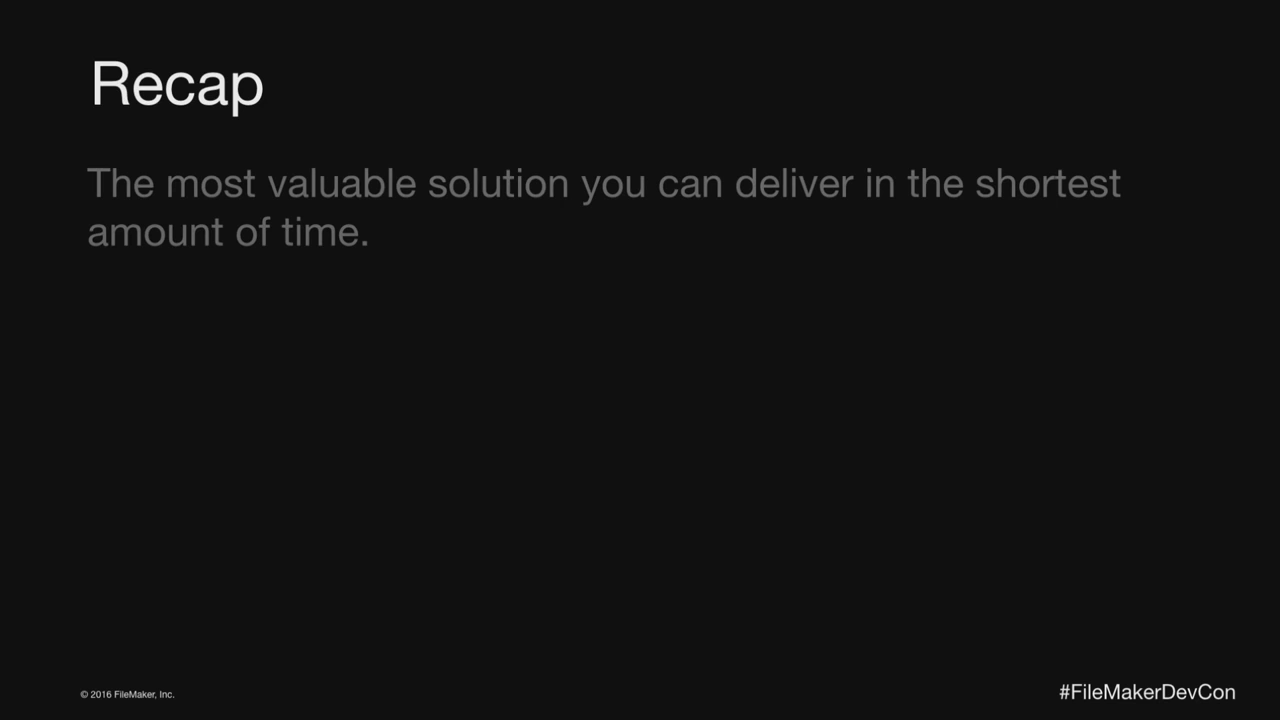 Recap
The most valuable solution you can deliver in the shortest
amount of time.
© 2016 FileMaker, Inc.
#FileMakerDevCon